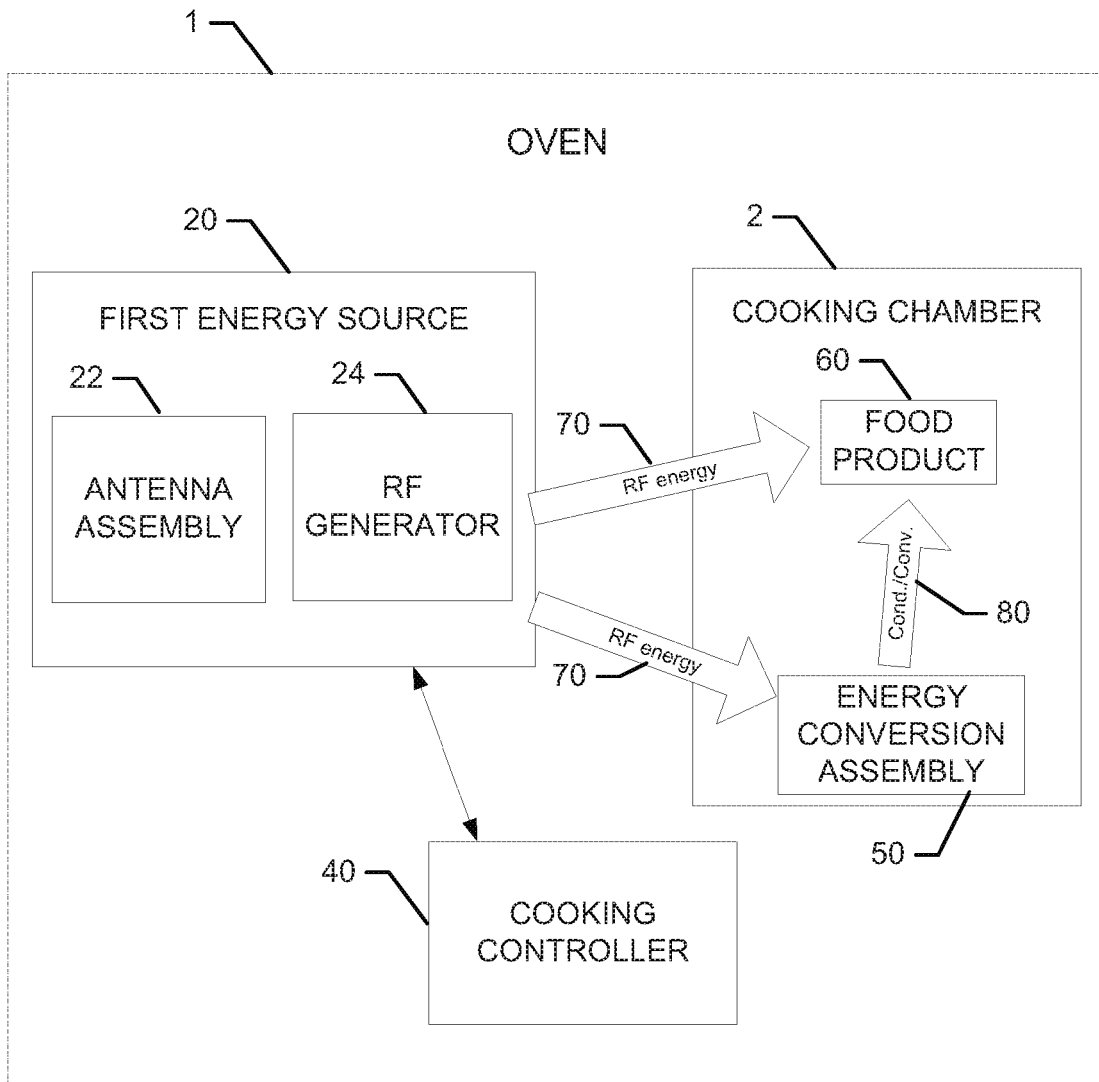 1
OVEN
20
2
FIRST ENERGY SOURCE
COOKING CHAMBER
22
24
60
70
ANTENNA
ASSEMBLY
RF
GENERATOR
RF energy
FOOD
PRODUCT
Cond./Conv.
80
RF energy
70
ENERGY
CONVERSION
ASSEMBLY
50
40
COOKING
CONTROLLER